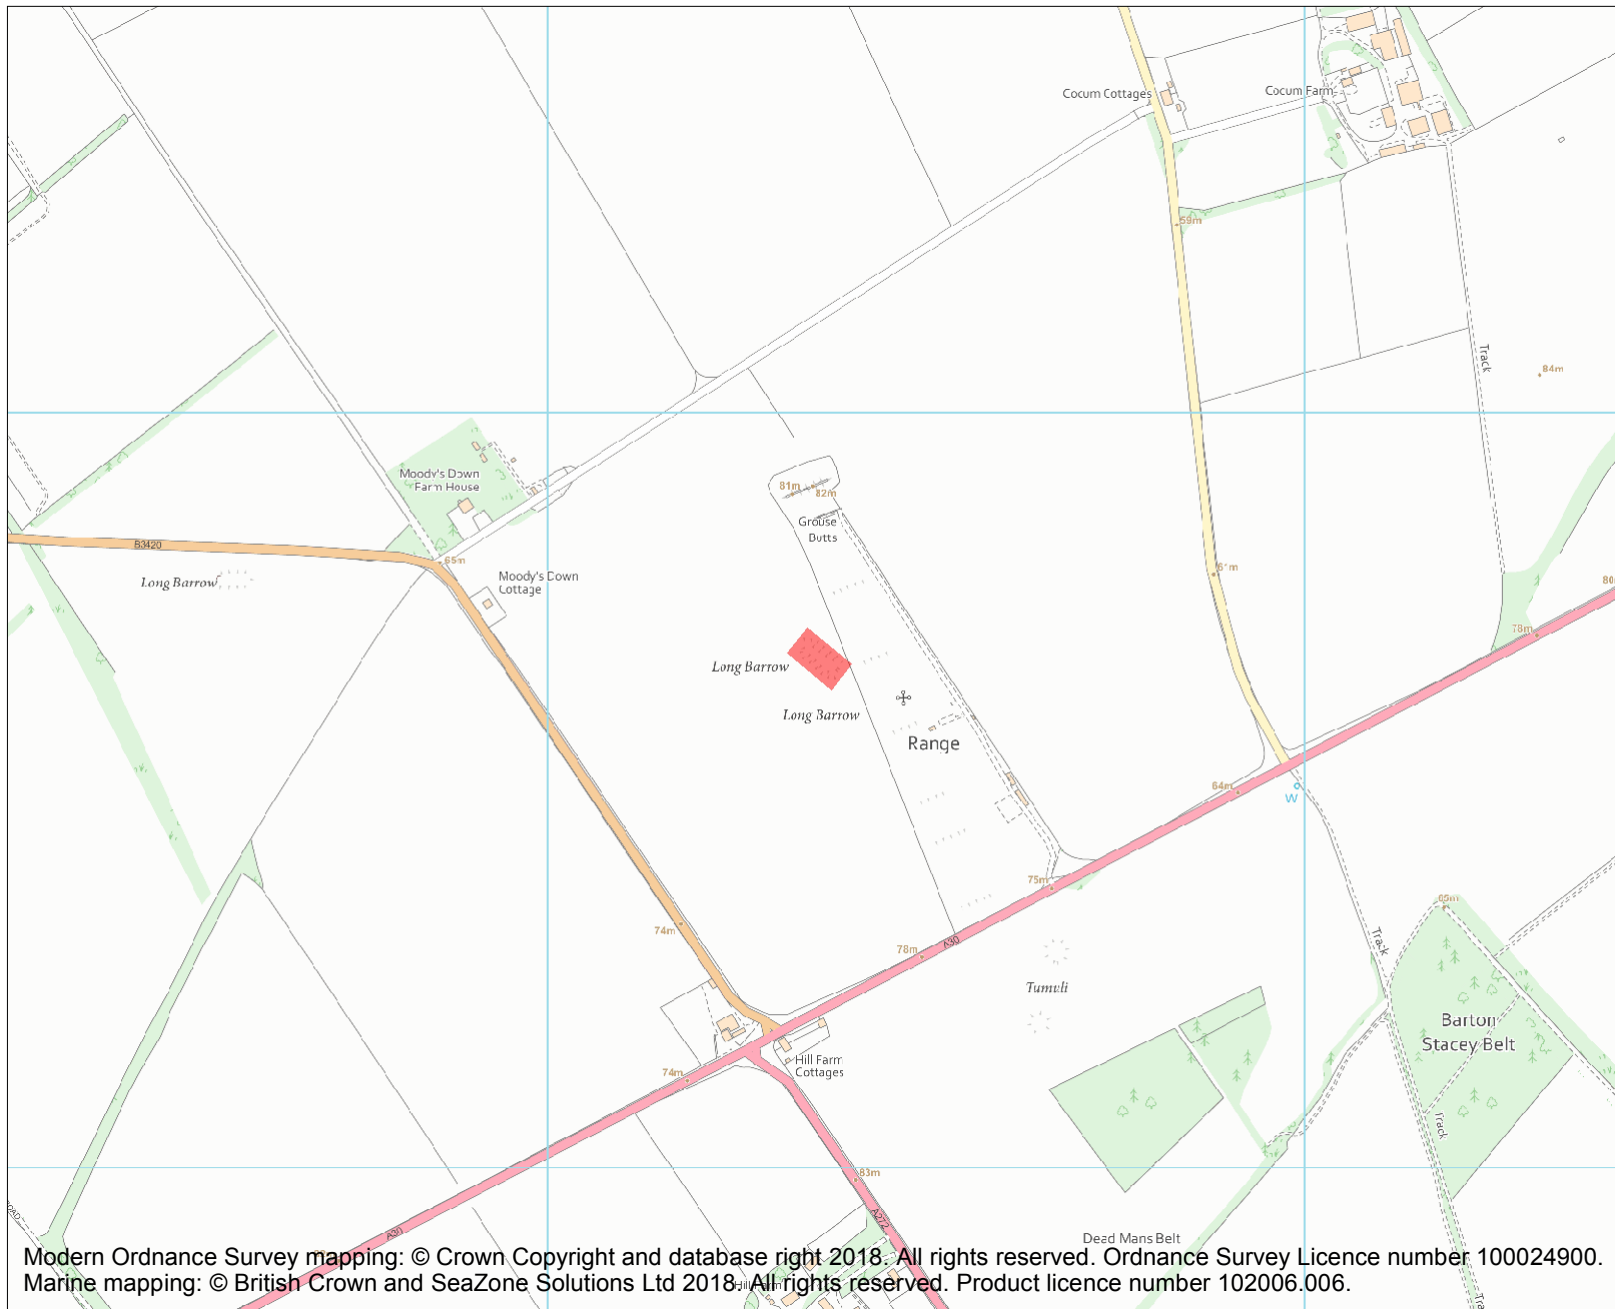 Cocum Cottages
Cocum Farm
59m
Track
84m
Moody's Down
Farm House
81m
82m
Grouse
Butts
B3420
65m
Long Barrow
Moody's Down
Cottage
61m
78m
Long Barrow
Long Barrow
Range
64m
W
75m
65m
74m
78m
A30
Track
Tumuli
Barton
Stacey Belt
Hill Farm
Cottages
74m
Track
83m
A272
A30
Dead Mans Belt
Modern Ordnance Survey mapping: © Crown Copyright and database right 2018. All rights reserved. Ordnance Survey Licence number 100024900.
Marine mapping: © British Crown and SeaZone Solutions Ltd 2018. All rights reserved. Product licence number 102006.006.